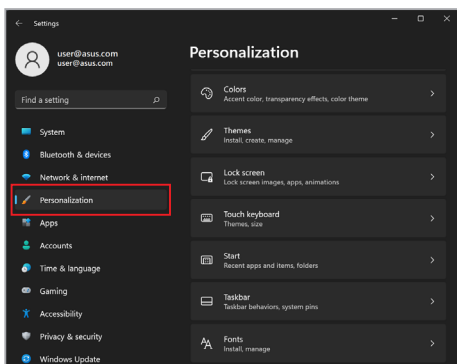 Settings
user@asus.com
user@asus.com
Find a setting
System
Bluetooth & devices
Network & internet
Personalization
Apps
Accounts
Time & language
Gaming
Accessibility
Privacy & security
Windows Update
Personalization
Colors
Accent color, transparency effects, color theme
Themes
Install, create, manage
Lock screen
Lock screen images, apps, animations
Touch keyboard
Themes, size
Start
Recent apps and items, folders
Taskbar
Taskbar behaviors, system pins
Fonts
Install, manage